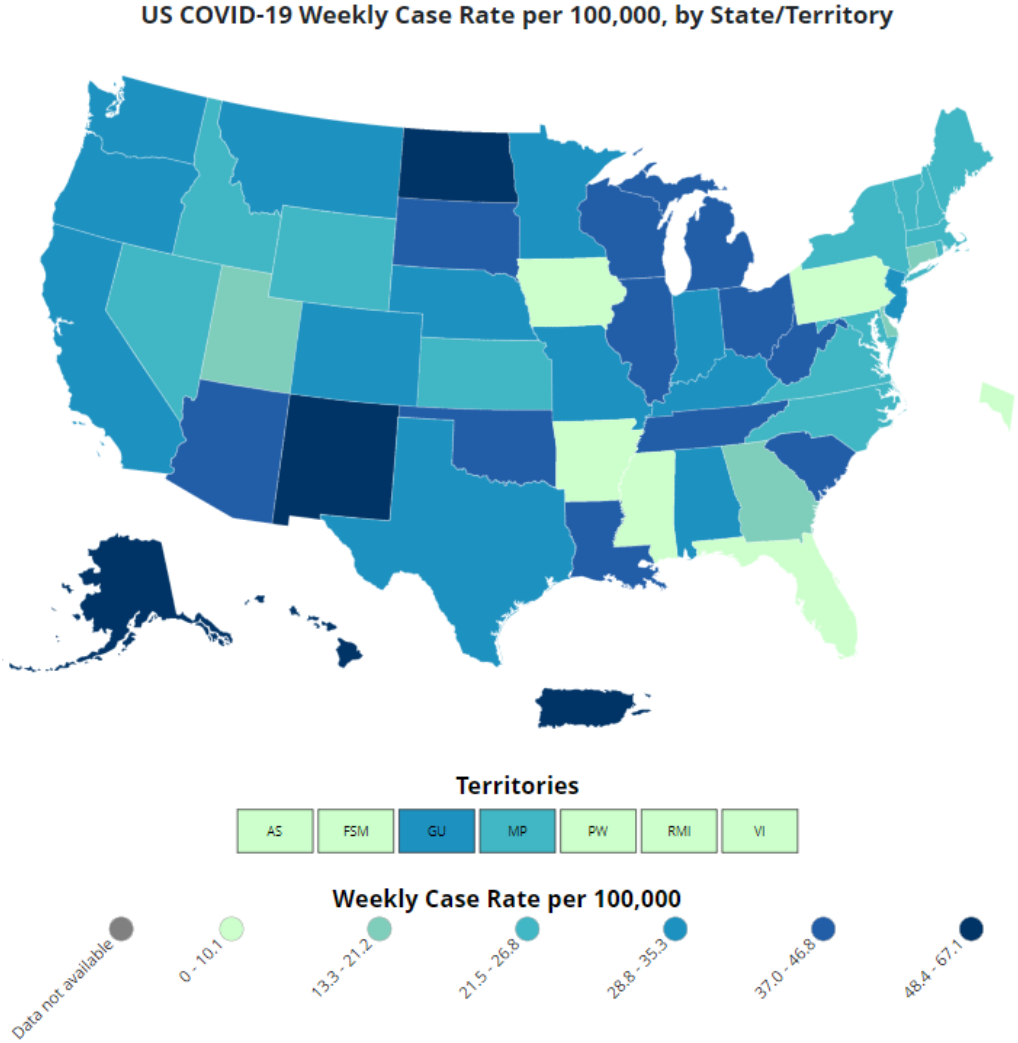 US COVID-19 Weekly Case Rate per 100,000, by State/Territory
Territories
AS FSM GU MP PW RMI VI
Weekly Case Rate per 100,000
Data not available
0 - 10.1
13.3 - 21.2
21.5 - 26.8
28.8 - 35.3
37.0 - 46.8
48.4 - 67.1